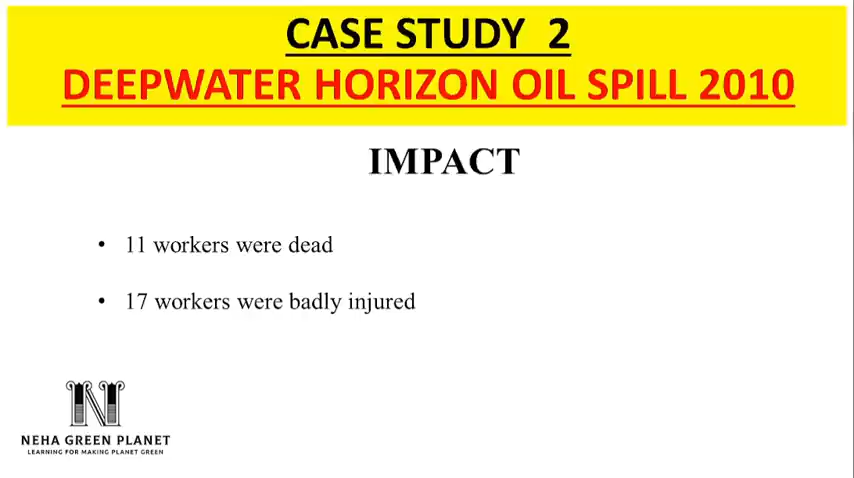 CASE STUDY 2
DEEPWATER HORIZON OIL SPILL 2010
IMPACT
• 11 workers were dead
• 17 workers were badly injured
N
NEHA GREEN PLANET
LEARNING FOR MAKING PLANET GREEN